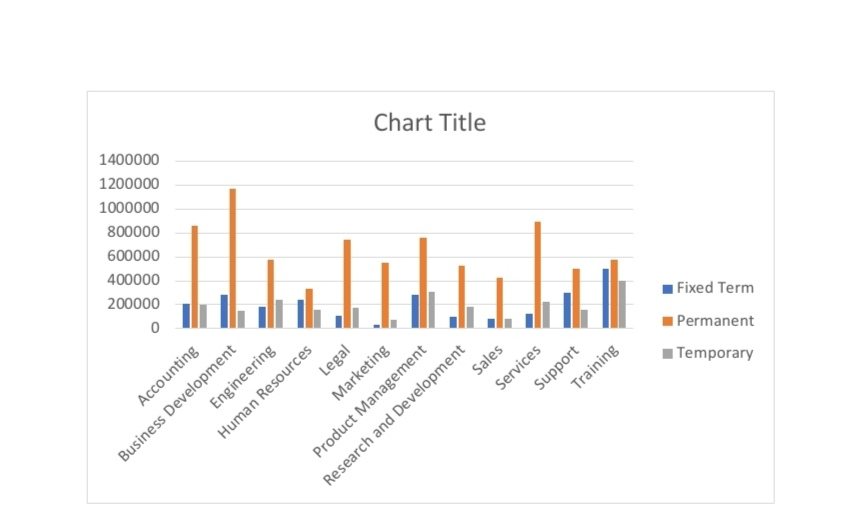 Chart Title
1400000
1200000
1000000
800000
600000
400000
200000
0
Accounting
Business Development
Engineering
Human Resources
Legal
Marketing
Product Management
Research and Development
Sales
Services
Support
Training
Fixed Term
Permanent
Temporary